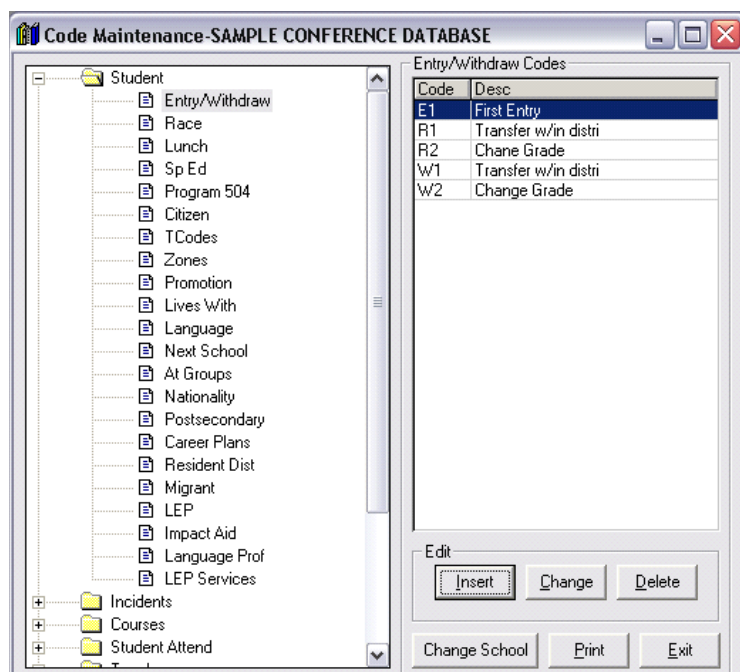 Code Maintenance-SAMPLE CONFERENCE DATABASE
Student
Entry/Withdraw
Race
Lunch
Sp Ed
Program 504
Citizen
TCodes
Zones
Promotion
Lives With
Language
Next School
At Groups
Nationality
Postsecondary
Career Plans
Resident Dist
Migrant
LEP
Impact Aid
Language Prof
LEP Services
Incidents
Courses
Student Attend
Entry/Withdraw Codes
Code Desc
E1 First Entry
R1 Transfer w/in distri
R2 Chane Grade
W1 Transfer w/in distri
W2 Change Grade
Edit
Insert Change Delete
Change School Print Exit